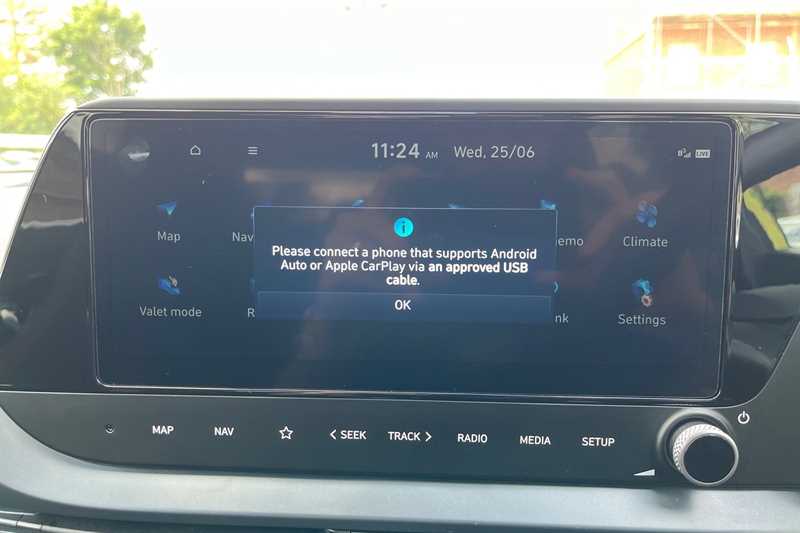 11:24 AM Wed, 25/06
LIVE
Please connect a phone that supports Android
Auto or Apple CarPlay via an approved USB
cable.
OK
Map
Climate
Valet mode
Settings
MAP
NAV
SEEK
TRACK
RADIO
MEDIA
SETUP